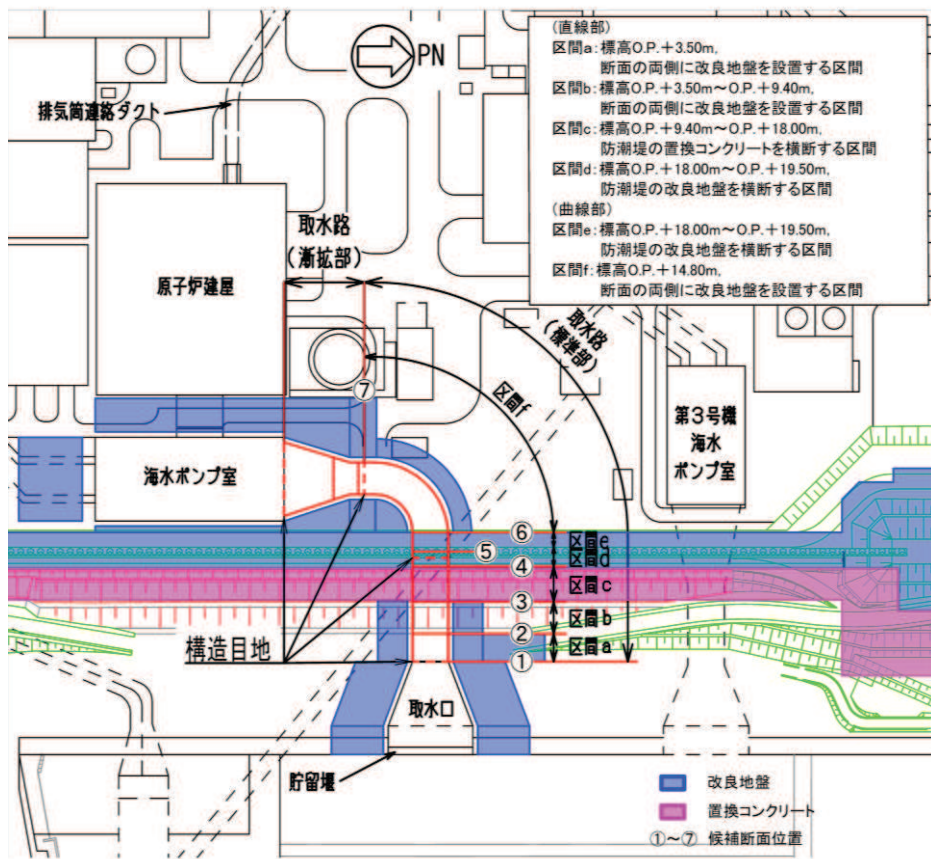 (直線部)
区間a：標高O.P.＋3.50m，
断面の両側に改良地盤を設置する区間
区間b：標高O.P.＋3.50m～O.P.＋9.40m，
断面の両側に改良地盤を設置する区間
区間c：標高O.P.＋9.40m～O.P.＋18.00m，
防潮堤の置換コンクリートを横断する区間
区間d：標高O.P.＋18.00m～O.P.＋19.50m，
防潮堤の改良地盤を横断する区間
(曲線部)
区間e：標高O.P.＋18.00m～O.P.＋19.50m，
防潮堤の改良地盤を横断する区間
区間f：標高O.P.＋14.80m，
断面の両側に改良地盤を設置する区間
PN
排気筒連絡ダクト
取水路
（漸拡部）
原子炉建屋
取水路
（標準部）
⑦
区間f
第3号機
海水
ポンプ室
海水ポンプ室
⑥
区間e
⑤
区間d
④
区間c
③
区間b
②
区間a
①
構造目地
取水口
貯留堰
改良地盤
置換コンクリート
①～⑦ 候補断面位置